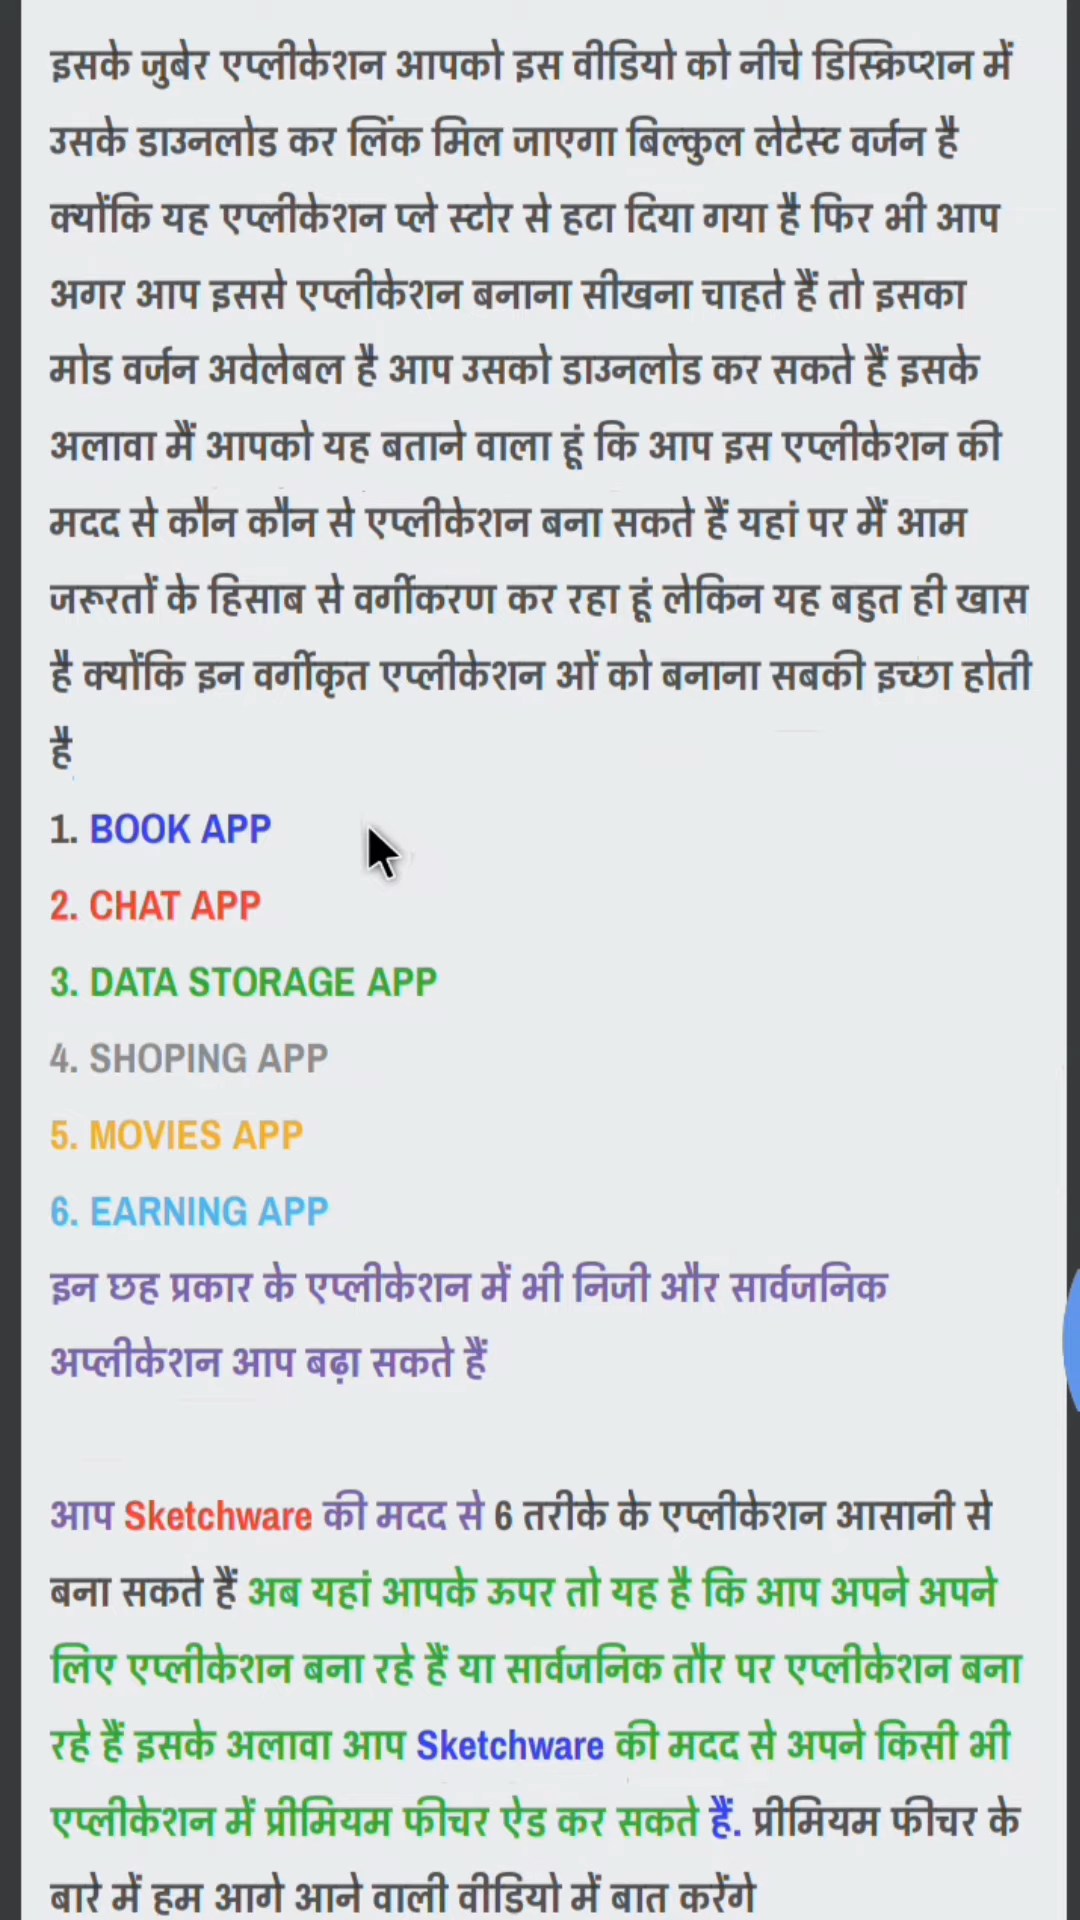 इसके जुबेर एप्लीकेशन आपको इस वीडियो को नीचे डिस्क्रिप्शन में
उसके डाउनलोड कर लिंक मिल जाएगा बिल्कुल लेटेस्ट वर्जन है
क्योंकि यह एप्लीकेशन प्ले स्टोर से हटा दिया गया है फिर भी आप
अगर आप इससे एप्लीकेशन बनाना सीखना चाहते हैं तो इसका
मोड वर्जन अवेलेबल है आप उसको डाउनलोड कर सकते हैं इसके
अलावा मैं आपको यह बताने वाला हूं कि आप इस एप्लीकेशन की
मदद से कौन कौन से एप्लीकेशन बना सकते हैं यहां पर मैं आम
जरूरतों के हिसाब से वर्गीकरण कर रहा हूं लेकिन यह बहुत ही खास
है क्योंकि इन वर्गीकृत एप्लीकेशन ओं को बनाना सबकी इच्छा होती
है
1. BOOK APP
2. CHAT APP
3. DATA STORAGE APP
4. SHOPING APP
5. MOVIES APP
6. EARNING APP
इन छह प्रकार के एप्लीकेशन में भी निजी और सार्वजनिक
अप्लीकेशन आप बढ़ा सकते हैं
आप Sketchware की मदद से 6 तरीके के एप्लीकेशन आसानी से
बना सकते हैं अब यहां आपके ऊपर तो यह है कि आप अपने अपने
लिए एप्लीकेशन बना रहे हैं या सार्वजनिक तौर पर एप्लीकेशन बना
रहे हैं इसके अलावा आप Sketchware की मदद से अपने किसी भी
एप्लीकेशन में प्रीमियम फीचर ऐड कर सकते हैं. प्रीमियम फीचर के
बारे में हम आगे आने वाली वीडियो में बात करेंगे